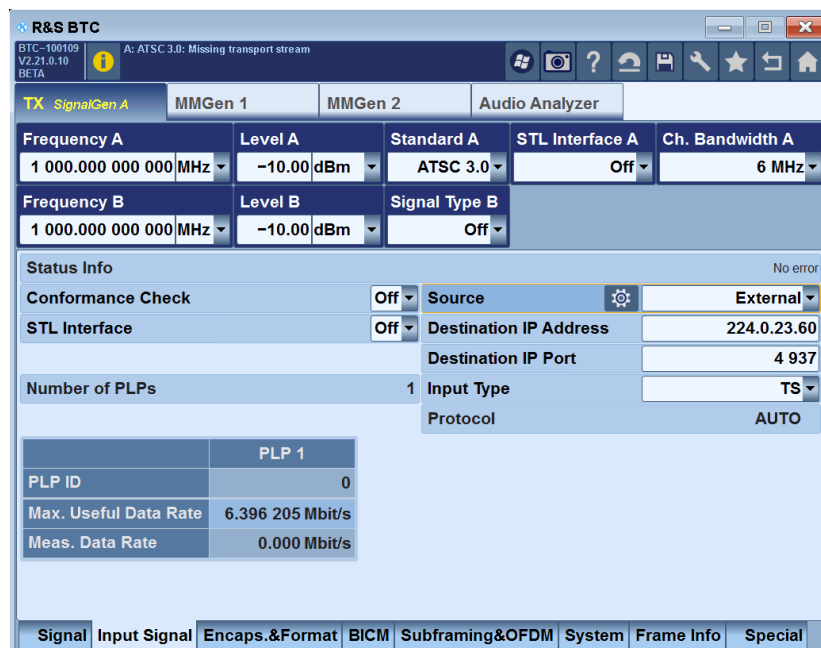 R&S BTC
BTC-100109
V2.21.0.10
BETA
i
A: ATSC 3.0: Missing transport stream
?
TX SignalGen A MMGen 1 MMGen 2 Audio Analyzer
Frequency A Level A Standard A STL Interface A Ch. Bandwidth A
1 000.000 000 000 MHz −10.00 dBm ATSC 3.0 Off 6 MHz
Frequency B Level B Signal Type B
1 000.000 000 000 MHz −10.00 dBm Off
Status Info No error
Conformance Check Off Source External
STL Interface Off Destination IP Address 224.0.23.60
Destination IP Port 4 937
Number of PLPs 1 Input Type TS
Protocol AUTO
PLP 1
PLP ID 0
Max. Useful Data Rate 6.396 205 Mbit/s
Meas. Data Rate 0.000 Mbit/s
Signal Input Signal Encaps.&Format BICM Subframing&OFDM System Frame Info Special